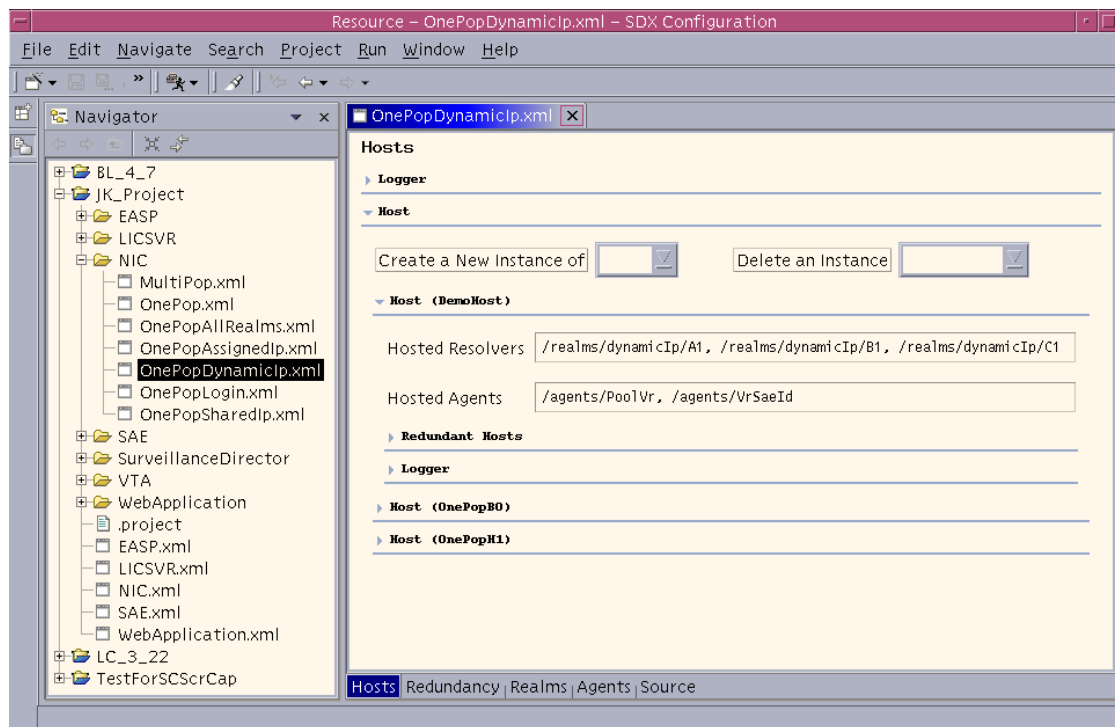 Resource – OnePopDynamicIp.xml – SDX Configuration
File Edit Navigate Search Project Run Window Help
»
Navigator
BL_4_7
JK_Project
EASP
LICSVR
NIC
MultiPop.xml
OnePop.xml
OnePopAllRealms.xml
OnePopAssignedIp.xml
OnePopDynamicIp.xml
OnePopLogin.xml
OnePopSharedIp.xml
SAE
SurveillanceDirector
VTA
WebApplication
.project
EASP.xml
LICSVR.xml
NIC.xml
SAE.xml
WebApplication.xml
LC_3_22
TestForSCScrCap
OnePopDynamicIp.xml
Hosts
Logger
Host
Create a New Instance of Delete an Instance
Host (DemoHost)
Hosted Resolvers /realms/dynamicIp/A1, /realms/dynamicIp/B1, /realms/dynamicIp/C1
Hosted Agents /agents/PoolVr, /agents/VrSaeId
Redundant Hosts
Logger
Host (OnePopBO)
Host (OnePopH1)
Hosts Redundancy Realms Agents Source